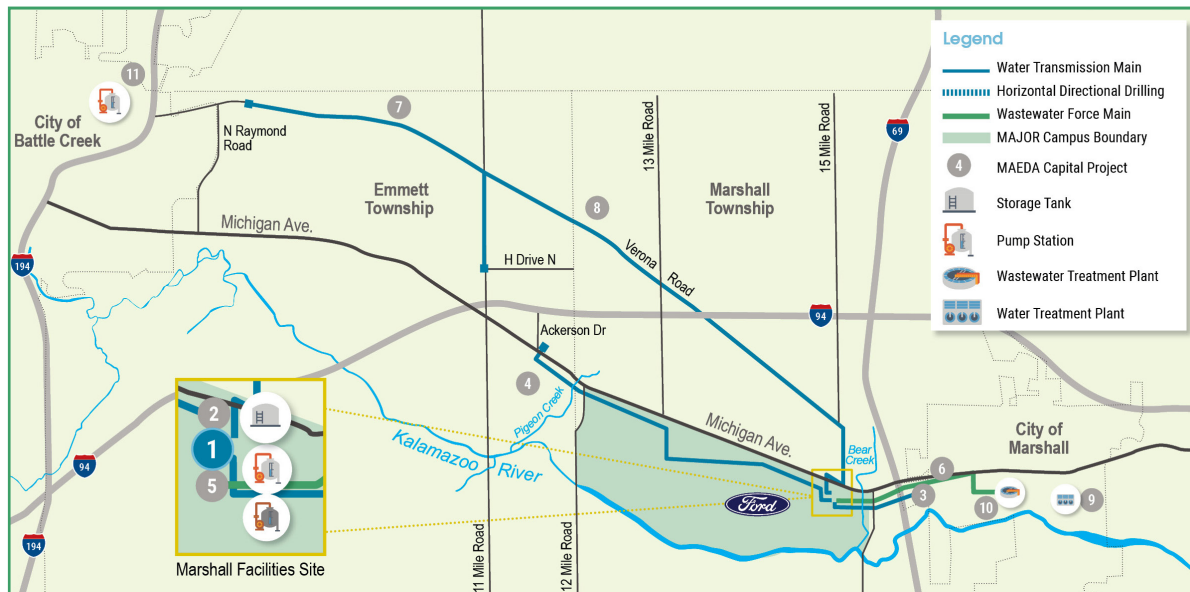 Legend
Water Transmission Main
Horizontal Directional Drilling
Wastewater Force Main
MAJOR Campus Boundary
4
MAEDA Capital Project
Storage Tank
Pump Station
Wastewater Treatment Plant
Water Treatment Plant
11
City of
Battle Creek
N Raymond
Road
7
Emmett
Township
Michigan Ave.
8
13 Mile Road
Marshall
Township
15 Mile Road
69
Verona
Road
H Drive N
194
94
Ackerson Dr
4
Pigeon Creek
Kalamazoo
River
Michigan Ave.
Bear
Creek
City of
Marshall
6
3
10
9
Ford
2
1
5
94
194
Marshall Facilities Site
11 Mile Road
12 Mile Road